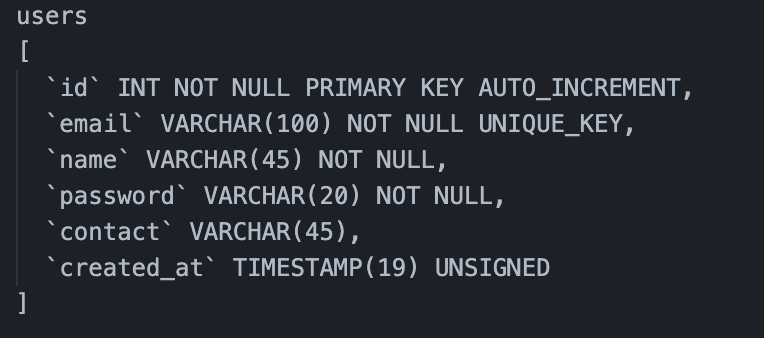 users
[
`id` INT NOT NULL PRIMARY KEY AUTO_INCREMENT,
`email` VARCHAR(100) NOT NULL UNIQUE_KEY,
`name` VARCHAR(45) NOT NULL,
`password` VARCHAR(20) NOT NULL,
`contact` VARCHAR(45),
`created_at` TIMESTAMP(19) UNSIGNED
]